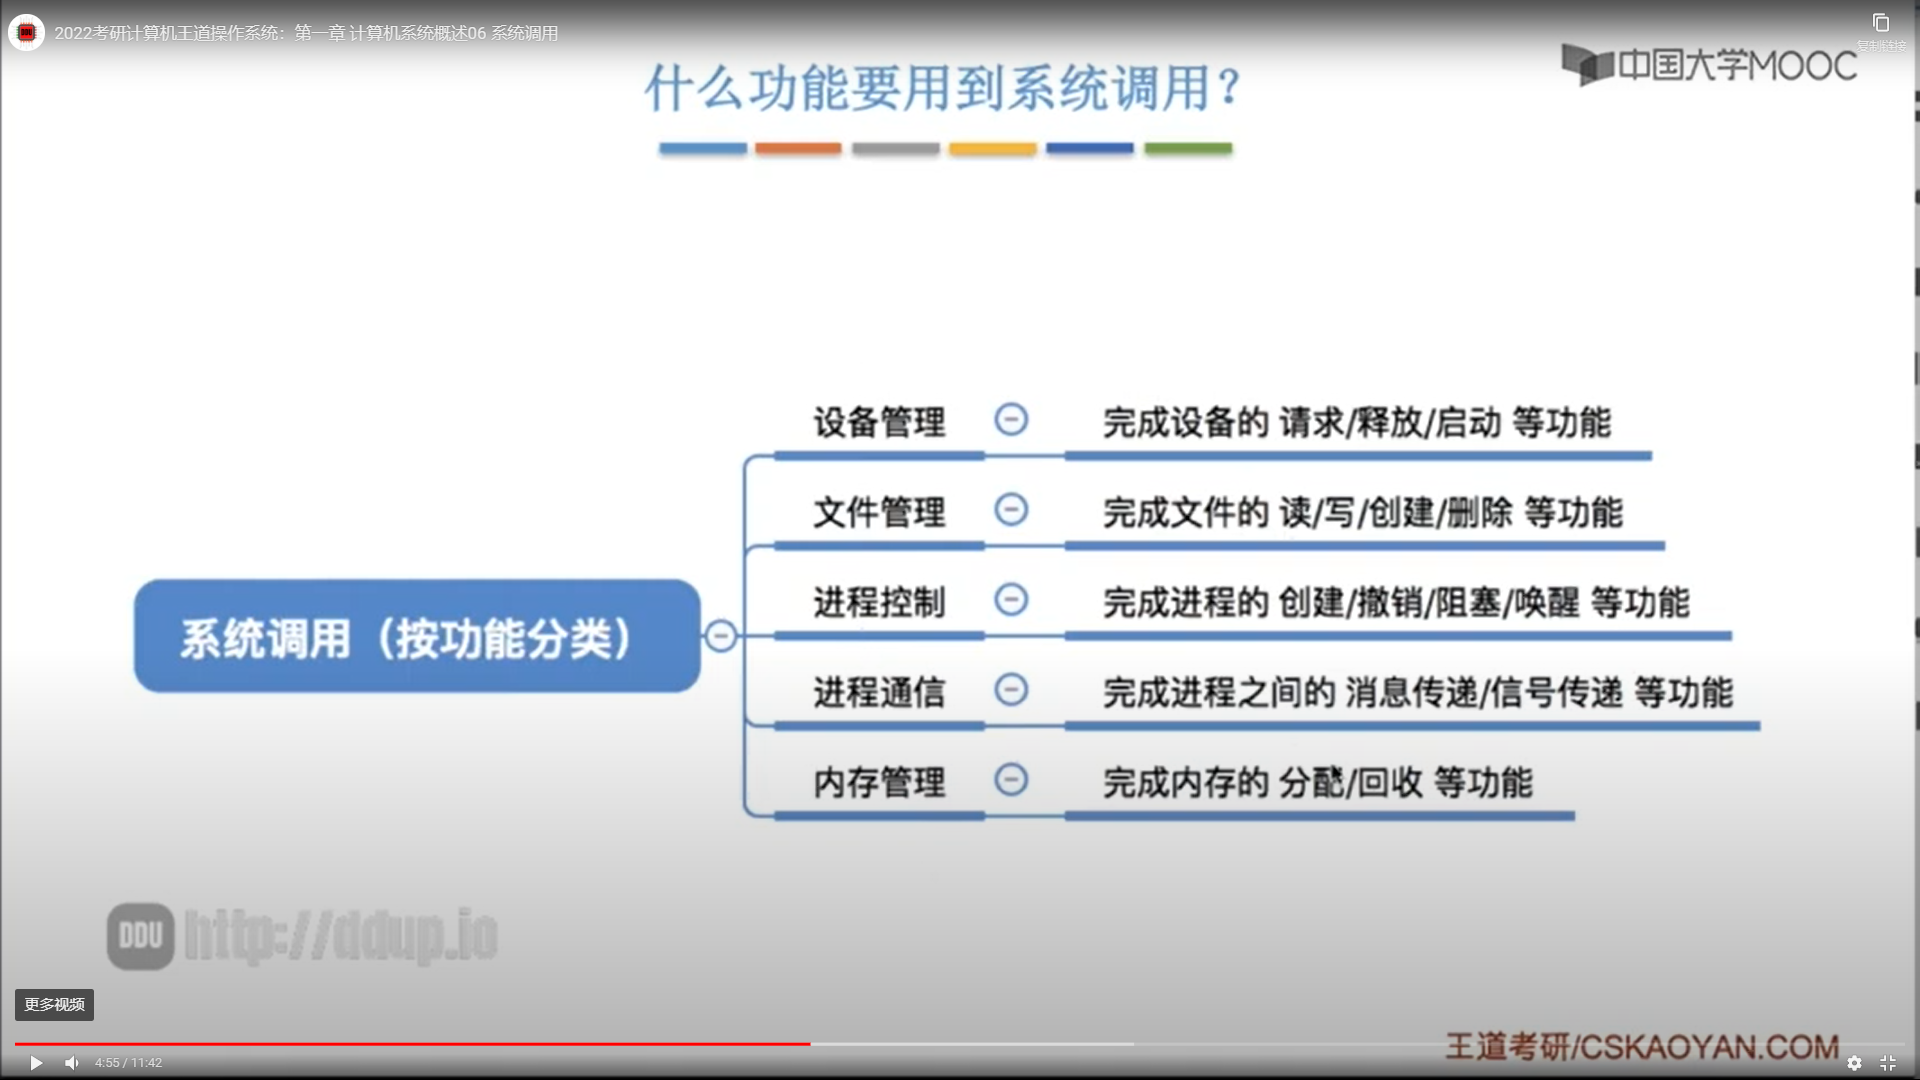 2022考研计算机王道操作系统：第一章 计算机系统概述06 系统调用
复制链接
中国大学MOOC
什么功能要用到系统调用？
设备管理 完成设备的 请求/释放/启动 等功能
文件管理 完成文件的 读/写/创建/删除 等功能
进程控制 完成进程的 创建/撤销/阻塞/唤醒 等功能
系统调用（按功能分类）
进程通信 完成进程之间的 消息传递/信号传递 等功能
内存管理 完成内存的 分配/回收 等功能
DDU http://ddup.io
更多视频
王道考研/CSKAOYAN.COM
4:55 / 11:42